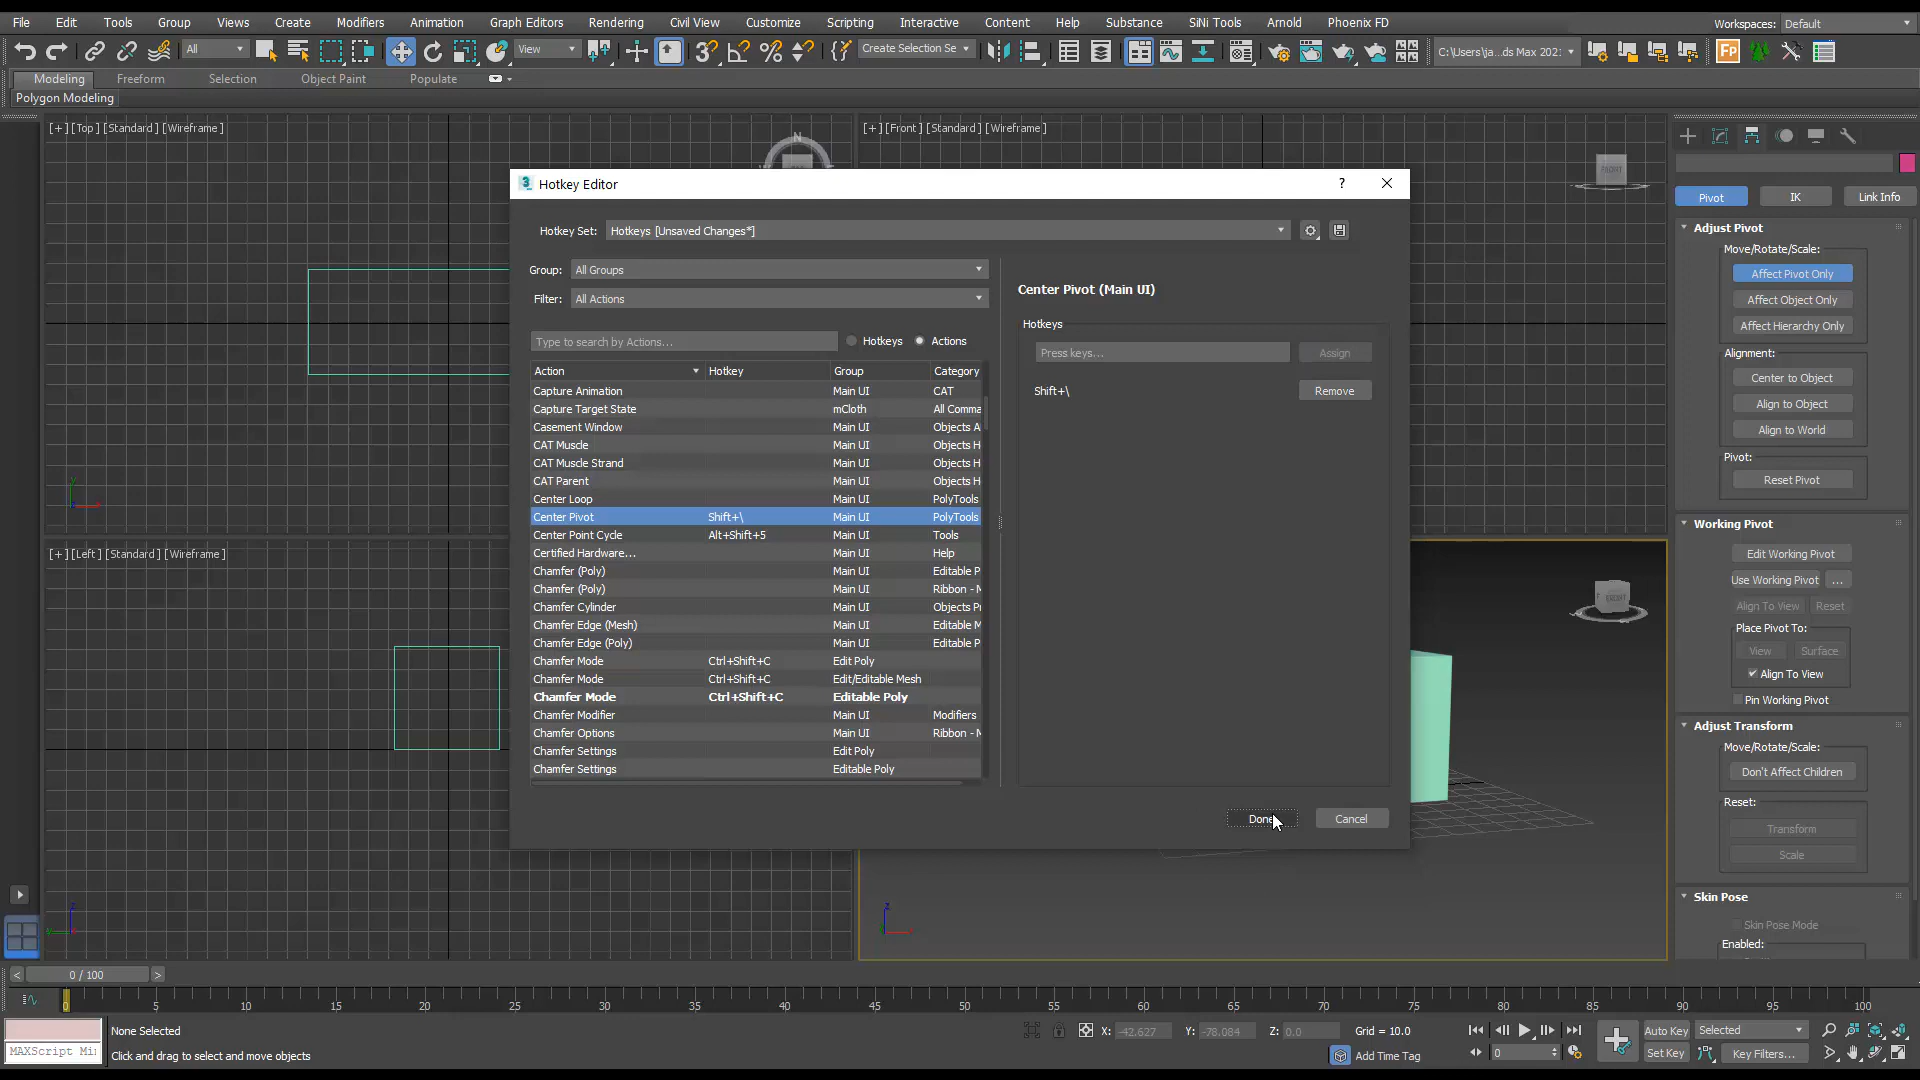 File Edit Tools Group Views Create Modifiers Animation Graph Editors Rendering Civil View Customize Scripting Interactive Content Help Substance SiNi Tools Arnold Phoenix FD Workspaces: Default
All View Create Selection Se C:\Users\ja...ds Max 2021
Modeling Freeform Selection Object Paint Populate
Polygon Modeling
[+] [Top] [Standard] [Wireframe]
[+] [Front] [Standard] [Wireframe]
N
FRONT
Hotkey Editor ?
Hotkey Set: Hotkeys [Unsaved Changes*]
Group: All Groups
Filter: All Actions
Type to search by Actions... Hotkeys Actions
Action Hotkey Group Category
Capture Animation Main UI CAT
Capture Target State mCloth All Comma
Casement Window Main UI Objects A
CAT Muscle Main UI Objects H
CAT Muscle Strand Main UI Objects H
CAT Parent Main UI Objects H
Center Loop Main UI PolyTools
Center Pivot Shift+\ Main UI PolyTools
Center Point Cycle Alt+Shift+5 Main UI Tools
Certified Hardware... Main UI Help
Chamfer (Poly) Main UI Editable P
Chamfer (Poly) Main UI Ribbon - M
Chamfer Cylinder Main UI Objects P
Chamfer Edge (Mesh) Main UI Editable M
Chamfer Edge (Poly) Main UI Editable P
Chamfer Mode Ctrl+Shift+C Edit Poly
Chamfer Mode Ctrl+Shift+C Edit/Editable Mesh
Chamfer Mode Ctrl+Shift+C Editable Poly
Chamfer Modifier Main UI Modifiers
Chamfer Options Main UI Ribbon - M
Chamfer Settings Edit Poly
Chamfer Settings Editable Poly
Center Pivot (Main UI)
Hotkeys
Press keys... Assign
Shift+\ Remove
Done Cancel
Pivot IK Link Info
Adjust Pivot
Move/Rotate/Scale:
Affect Pivot Only
Affect Object Only
Affect Hierarchy Only
Alignment:
Center to Object
Align to Object
Align to World
Pivot:
Reset Pivot
Working Pivot
Edit Working Pivot
Use Working Pivot ...
Align To View Reset
Place Pivot To:
View Surface
Align To View
Pin Working Pivot
Adjust Transform
Move/Rotate/Scale:
Don't Affect Children
Reset:
Transform
Scale
Skin Pose
Skin Pose Mode
Enabled:
[+] [Left] [Standard] [Wireframe]
FRONT
y
z
y
z
< 0 / 100 >
0 5 10 15 20 25 30 35 40 45 50 55 60 65 70 75 80 85 90 95 100
None Selected X: -42.627 Y: -78.084 Z: 0.0 Grid = 10.0 Auto Key Selected
MAXScript Mi Click and drag to select and move objects Add Time Tag 0 Set Key Key Filters...